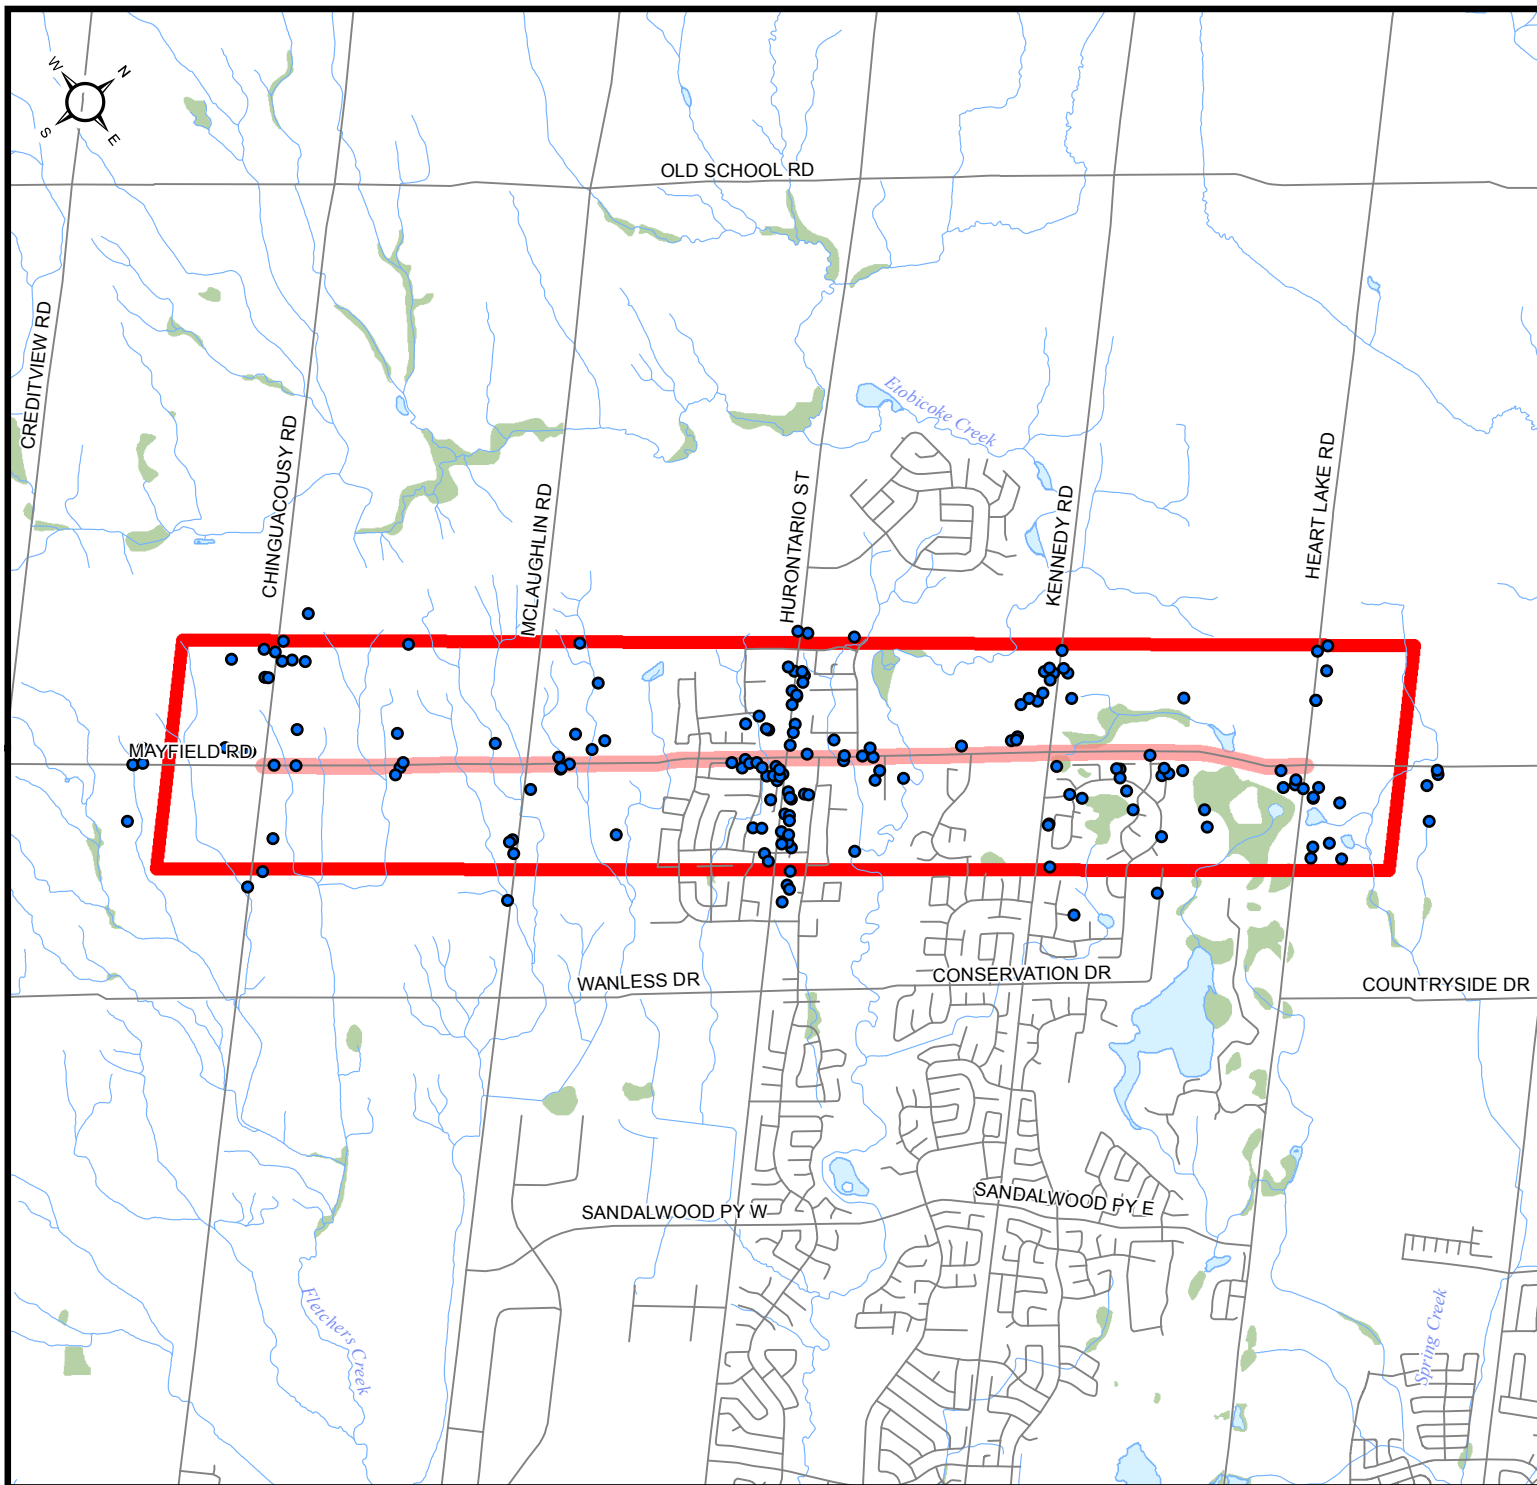 W
N
S
E
OLD SCHOOL RD
CREDITVIEW RD
CHINGUACOUSY RD
MCLAUGHLIN RD
HURONTARIO ST
Etobicoke Creek
KENNEDY RD
HEART LAKE RD
MAYFIELD RD
WANLESS DR
CONSERVATION DR
COUNTRYSIDE DR
SANDALWOOD PY W
SANDALWOOD PY E
Fletchers Creek
Spring Creek